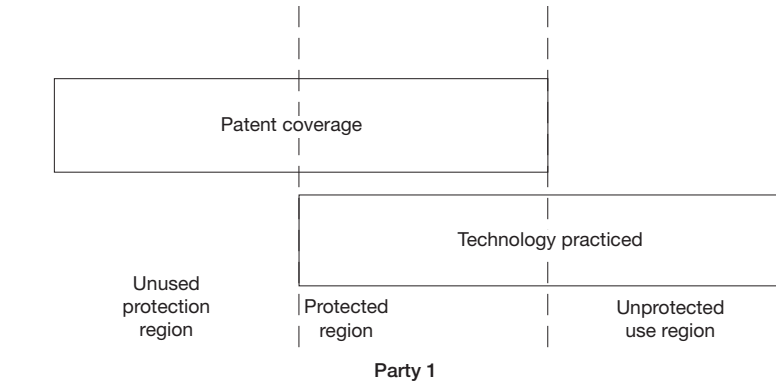 Patent coverage
Technology practiced
Unused
protection
region
Protected
region
Unprotected
use region
Party 1